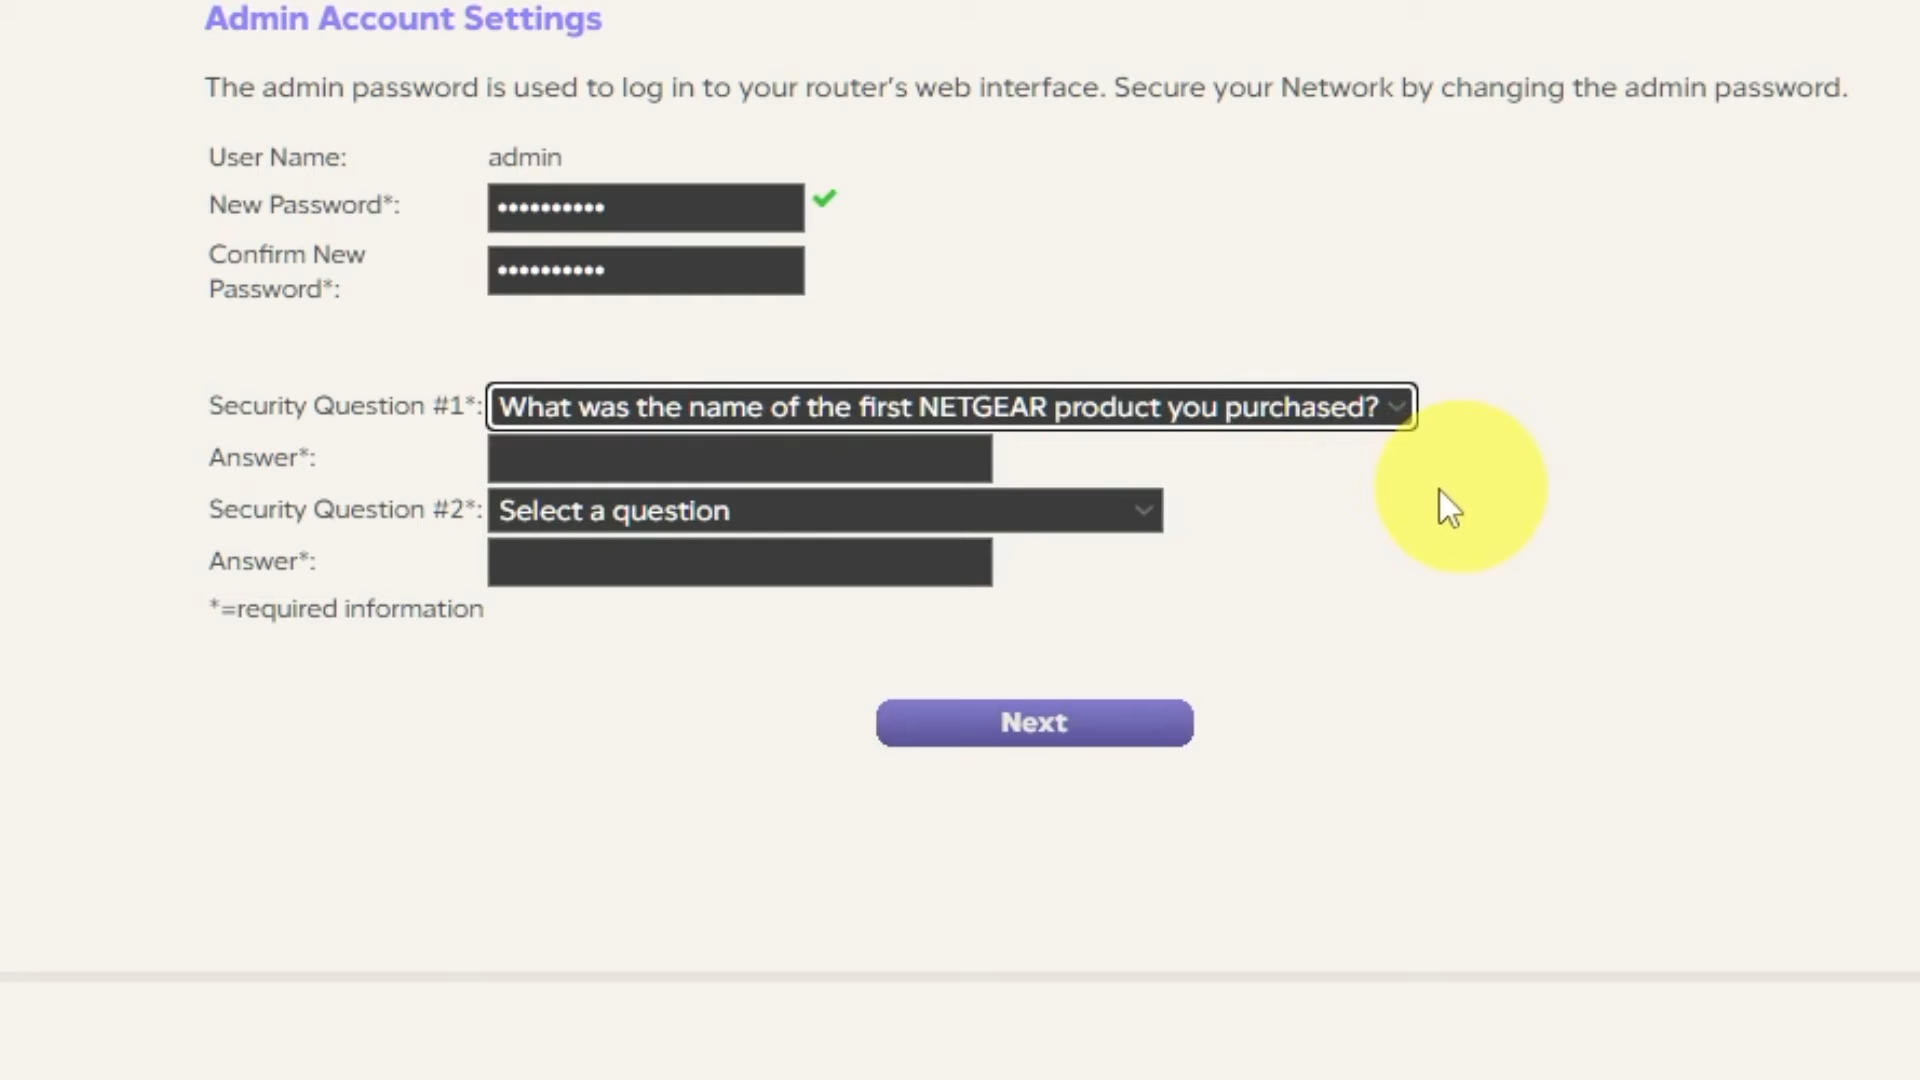 Admin Account Settings
The admin password is used to log in to your router's web interface. Secure your Network by changing the admin password.
User Name: admin
New Password*: ••••••••••
Confirm New
Password*: ••••••••••
Security Question #1*: What was the name of the first NETGEAR product you purchased?
Answer*:
Security Question #2*: Select a question
Answer*:
*=required information
Next